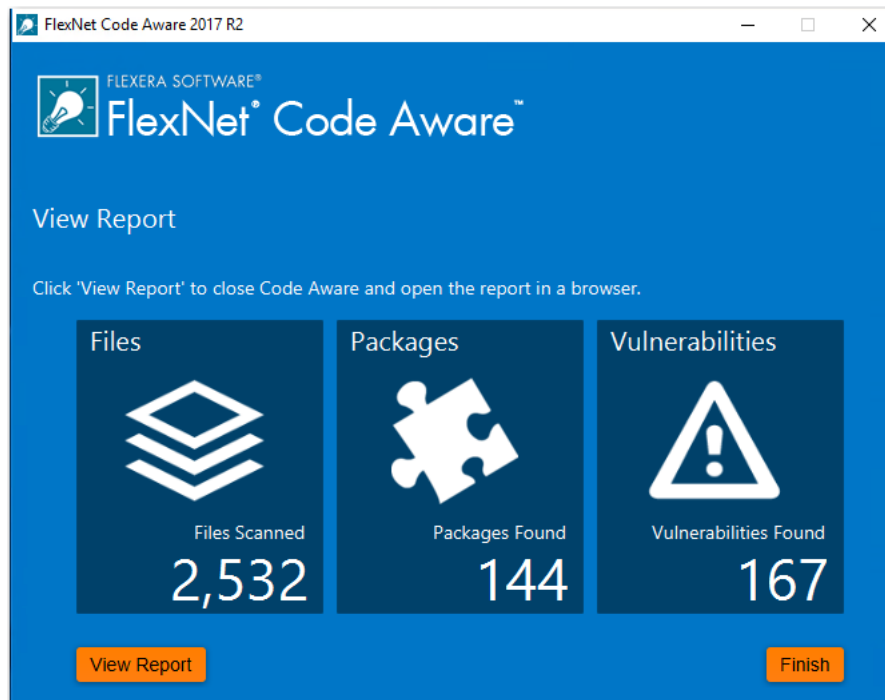 FlexNet Code Aware 2017 R2
FLEXERA SOFTWARE®
FlexNet® Code Aware™
View Report
Click 'View Report' to close Code Aware and open the report in a browser.
Files
Files Scanned
2,532
Packages
Packages Found
144
Vulnerabilities
Vulnerabilities Found
167
View Report
Finish